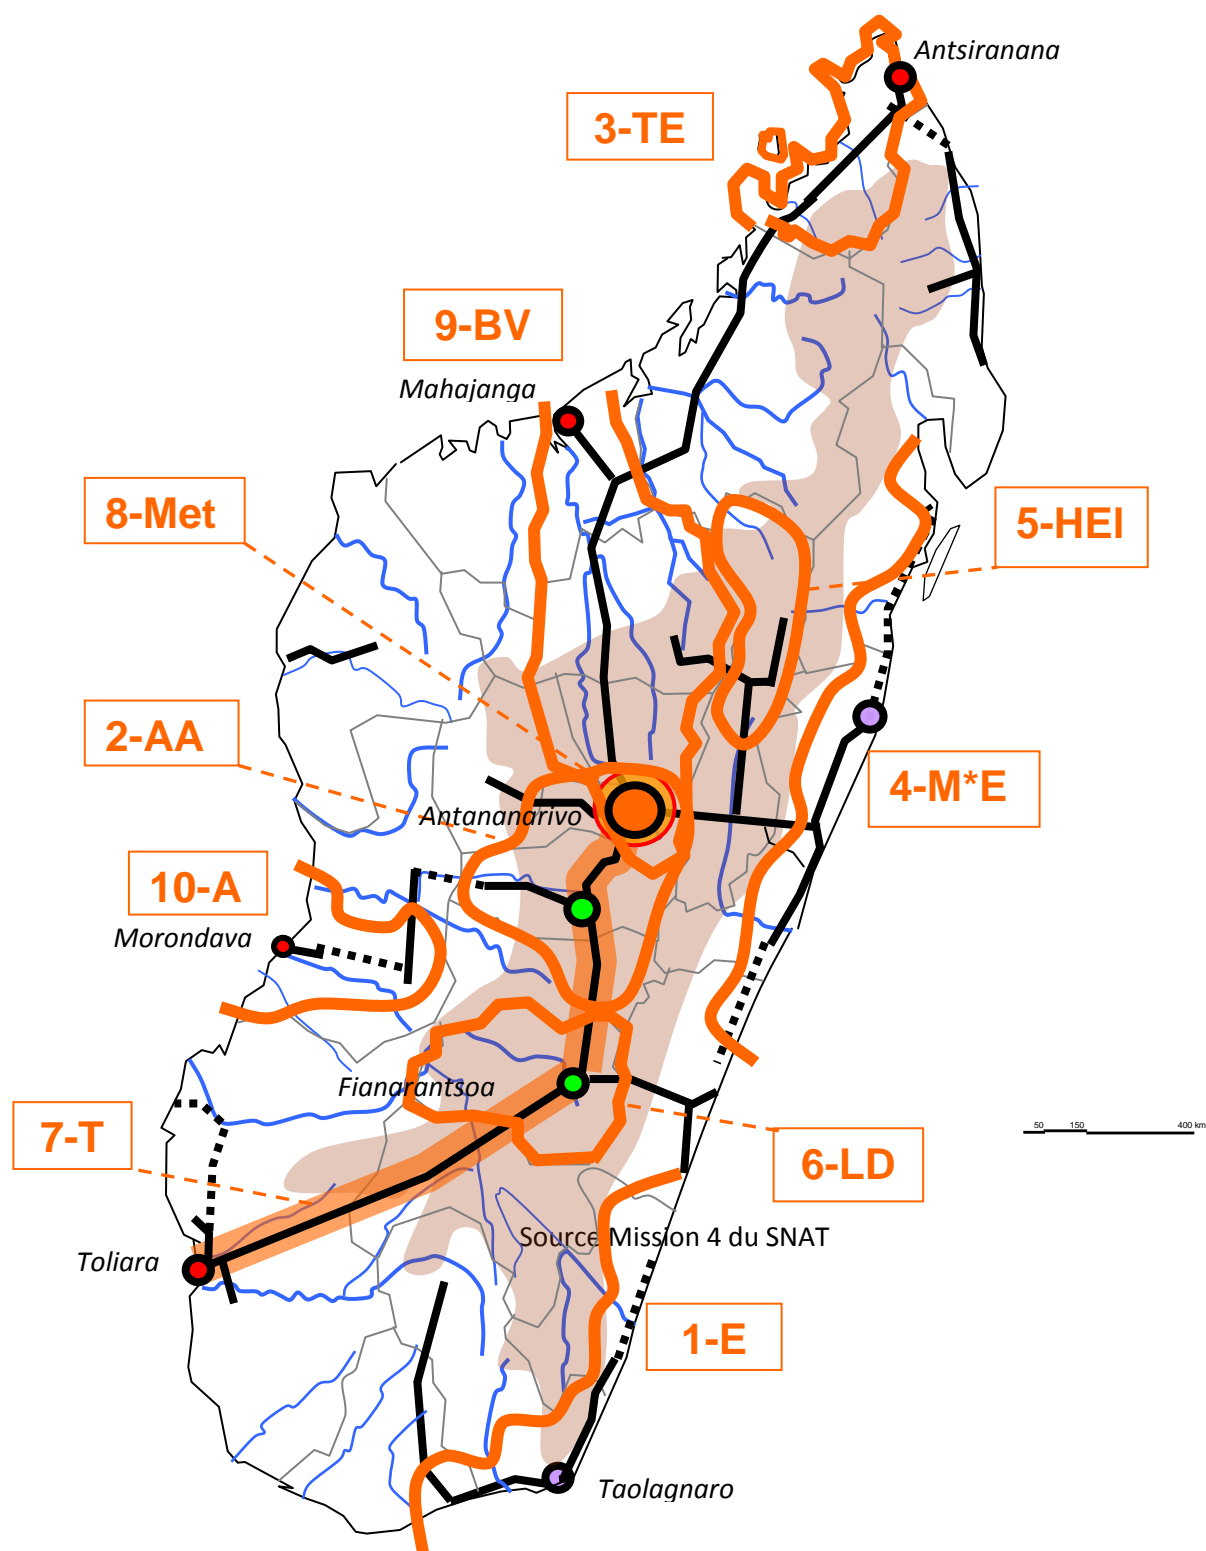 Antsiranana
3-TE
9-BV
Mahajanga
8-Met
5-HEI
2-AA
4-M*E
Antananarivo
10-A
Morondava
Fianarantsoa
7-T
50 150 400 km
6-LD
Source Mission 4 du SNAT
Toliara
1-E
Taolagnaro